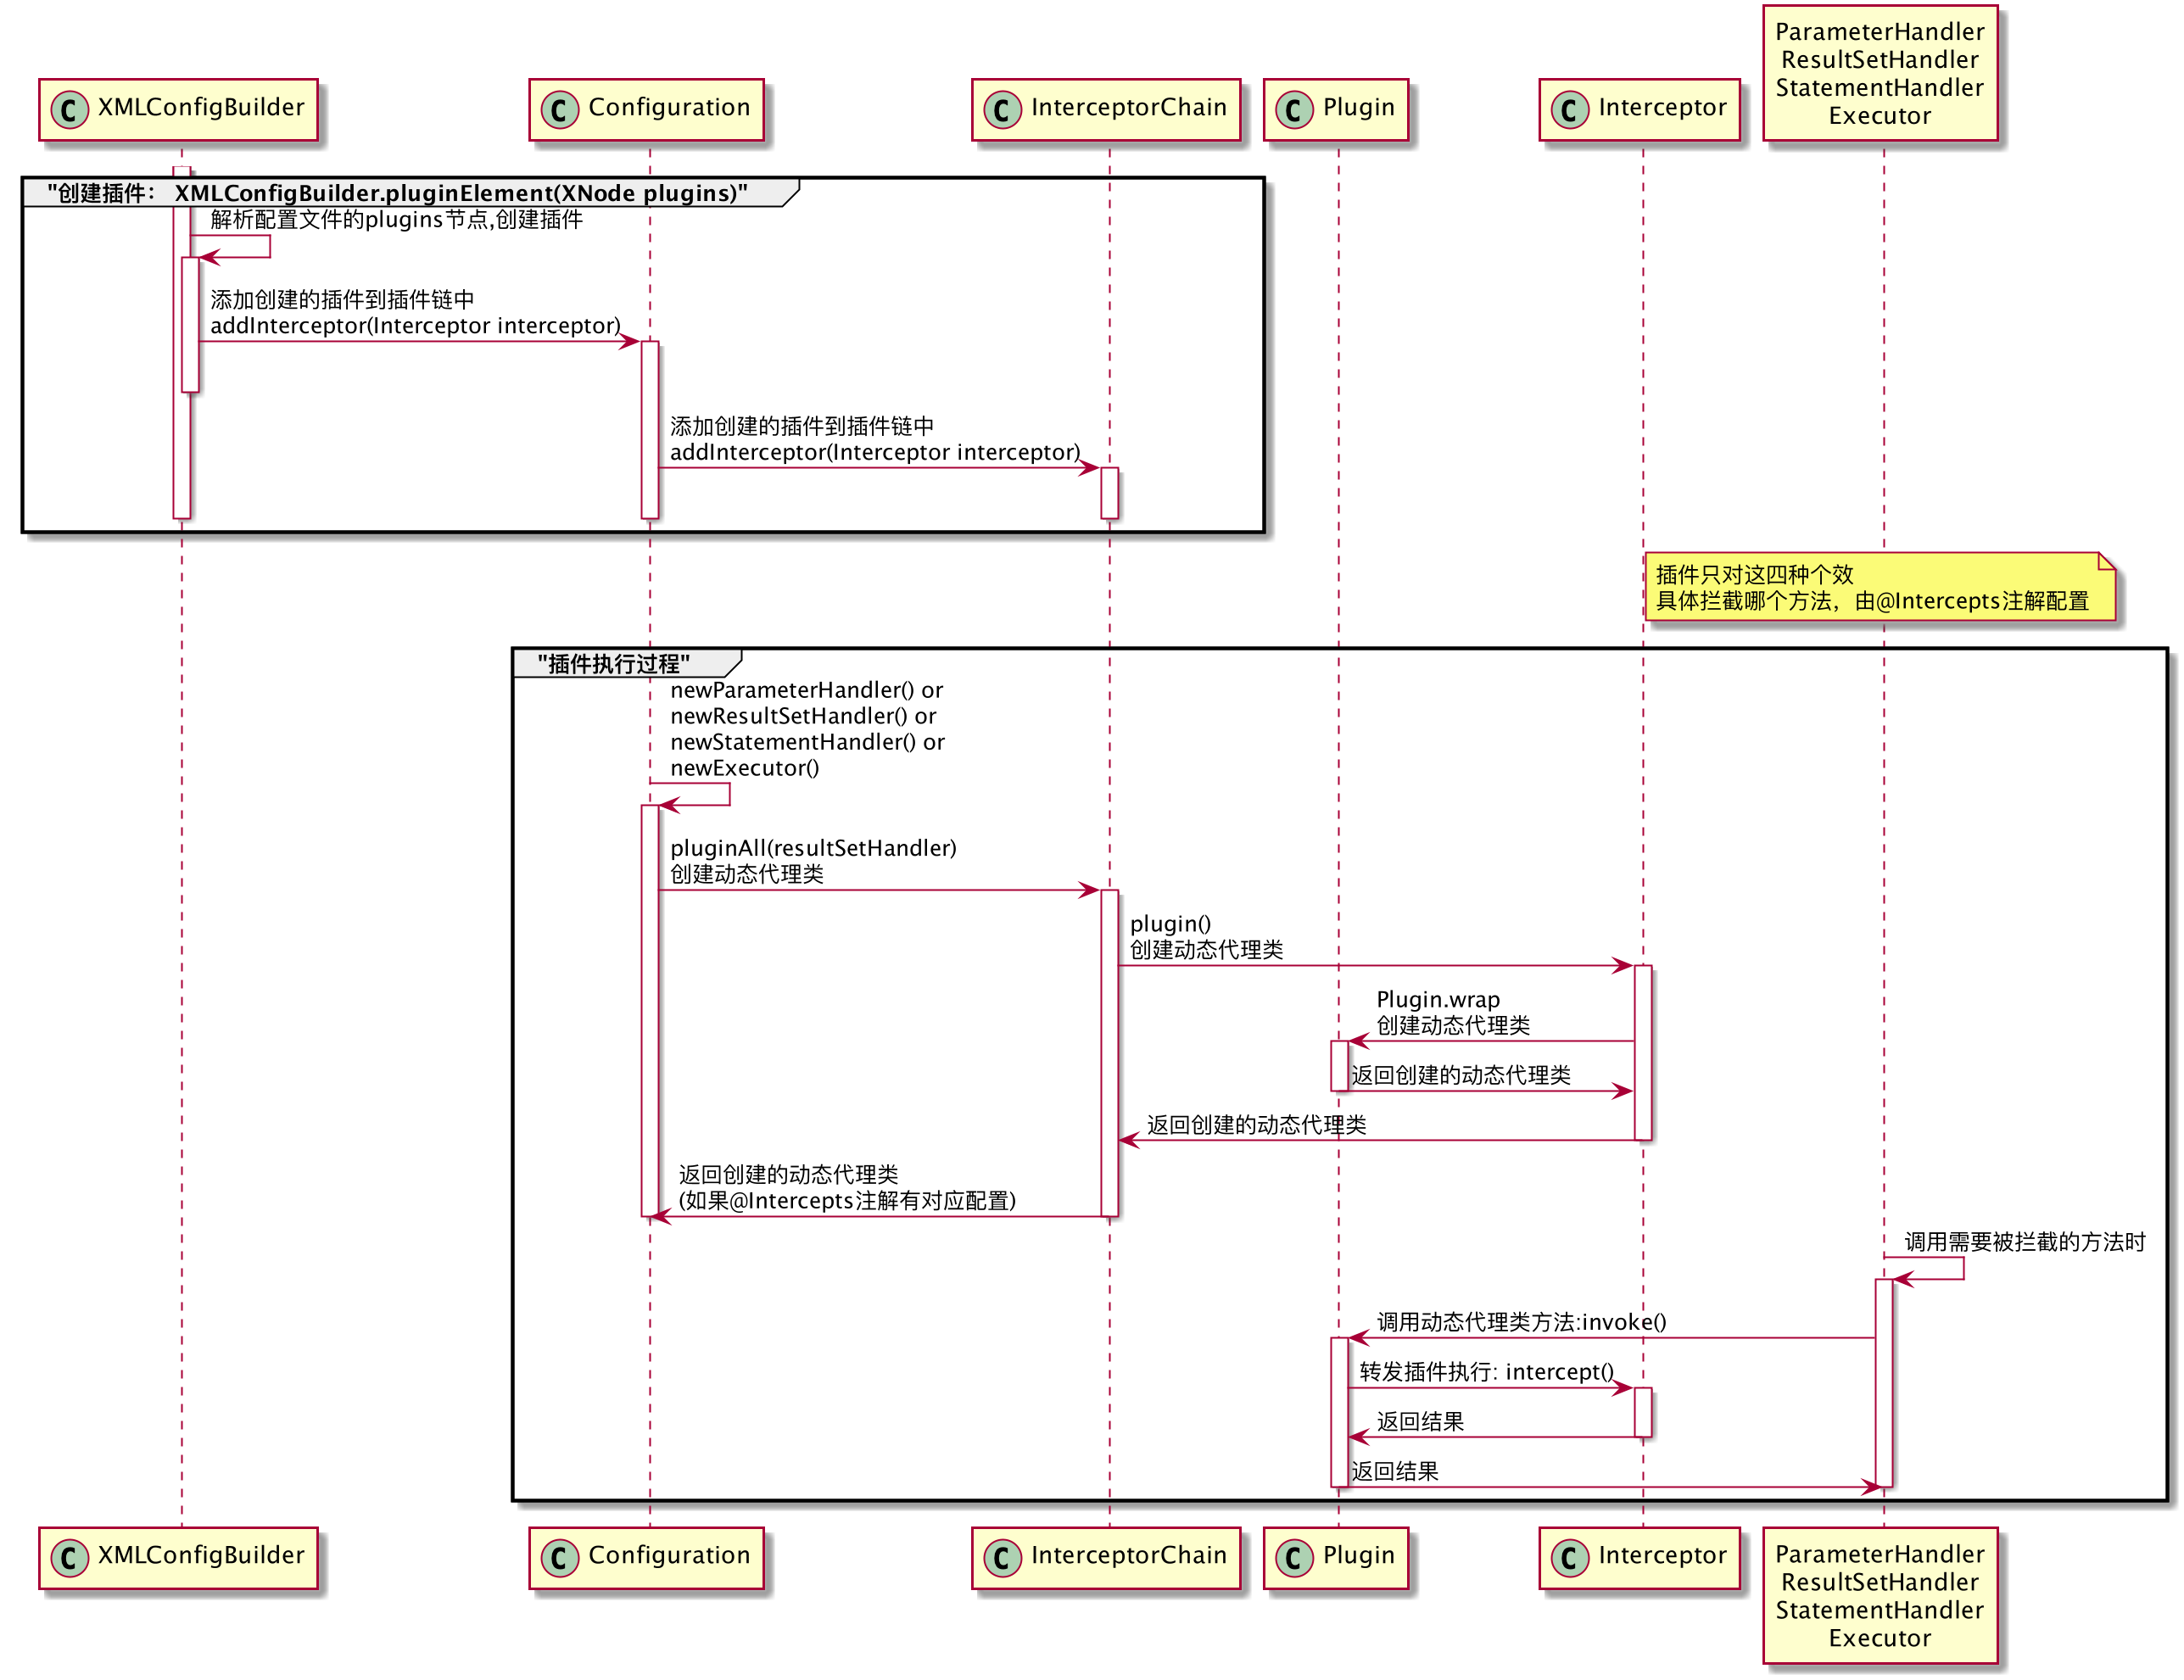 ParameterHandler
ResultSetHandler
StatementHandler
Executor
C XMLConfigBuilder
C Configuration
C InterceptorChain
C Plugin
C Interceptor
"创建插件： XMLConfigBuilder.pluginElement(XNode plugins)"
解析配置文件的plugins节点,创建插件
添加创建的插件到插件链中
addInterceptor(Interceptor interceptor)
添加创建的插件到插件链中
addInterceptor(Interceptor interceptor)
插件只对这四种个效
具体拦截哪个方法，由@Intercepts注解配置
"插件执行过程"
newParameterHandler() or
newResultSetHandler() or
newStatementHandler() or
newExecutor()
pluginAll(resultSetHandler)
创建动态代理类
plugin()
创建动态代理类
Plugin.wrap
创建动态代理类
返回创建的动态代理类
返回创建的动态代理类
返回创建的动态代理类
(如果@Intercepts注解有对应配置)
调用需要被拦截的方法时
调用动态代理类方法:invoke()
转发插件执行: intercept()
返回结果
返回结果
C XMLConfigBuilder
C Configuration
C InterceptorChain
C Plugin
C Interceptor
ParameterHandler
ResultSetHandler
StatementHandler
Executor